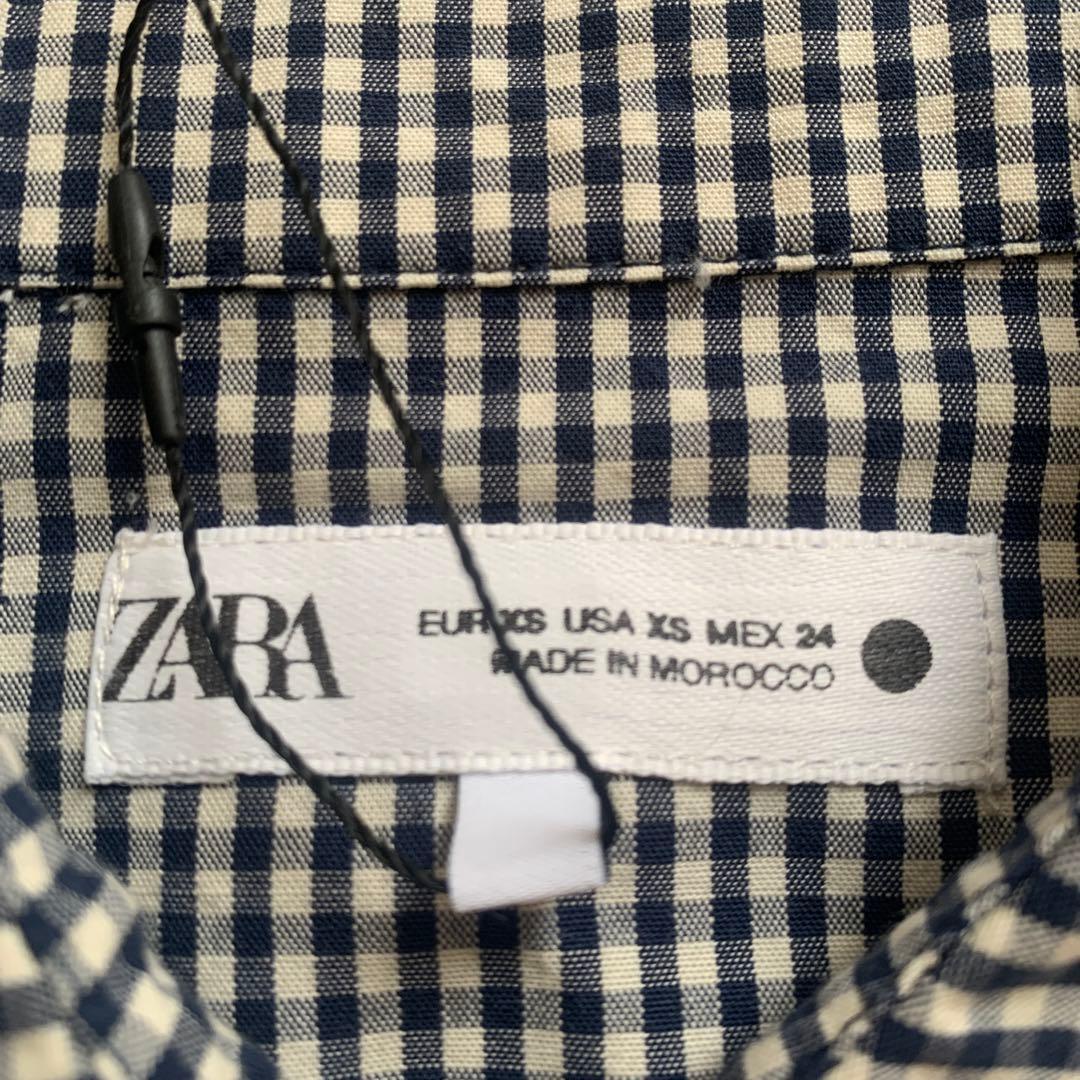 ZARA
EUR XS USA XS MEX 24
MADE IN MOROCCO